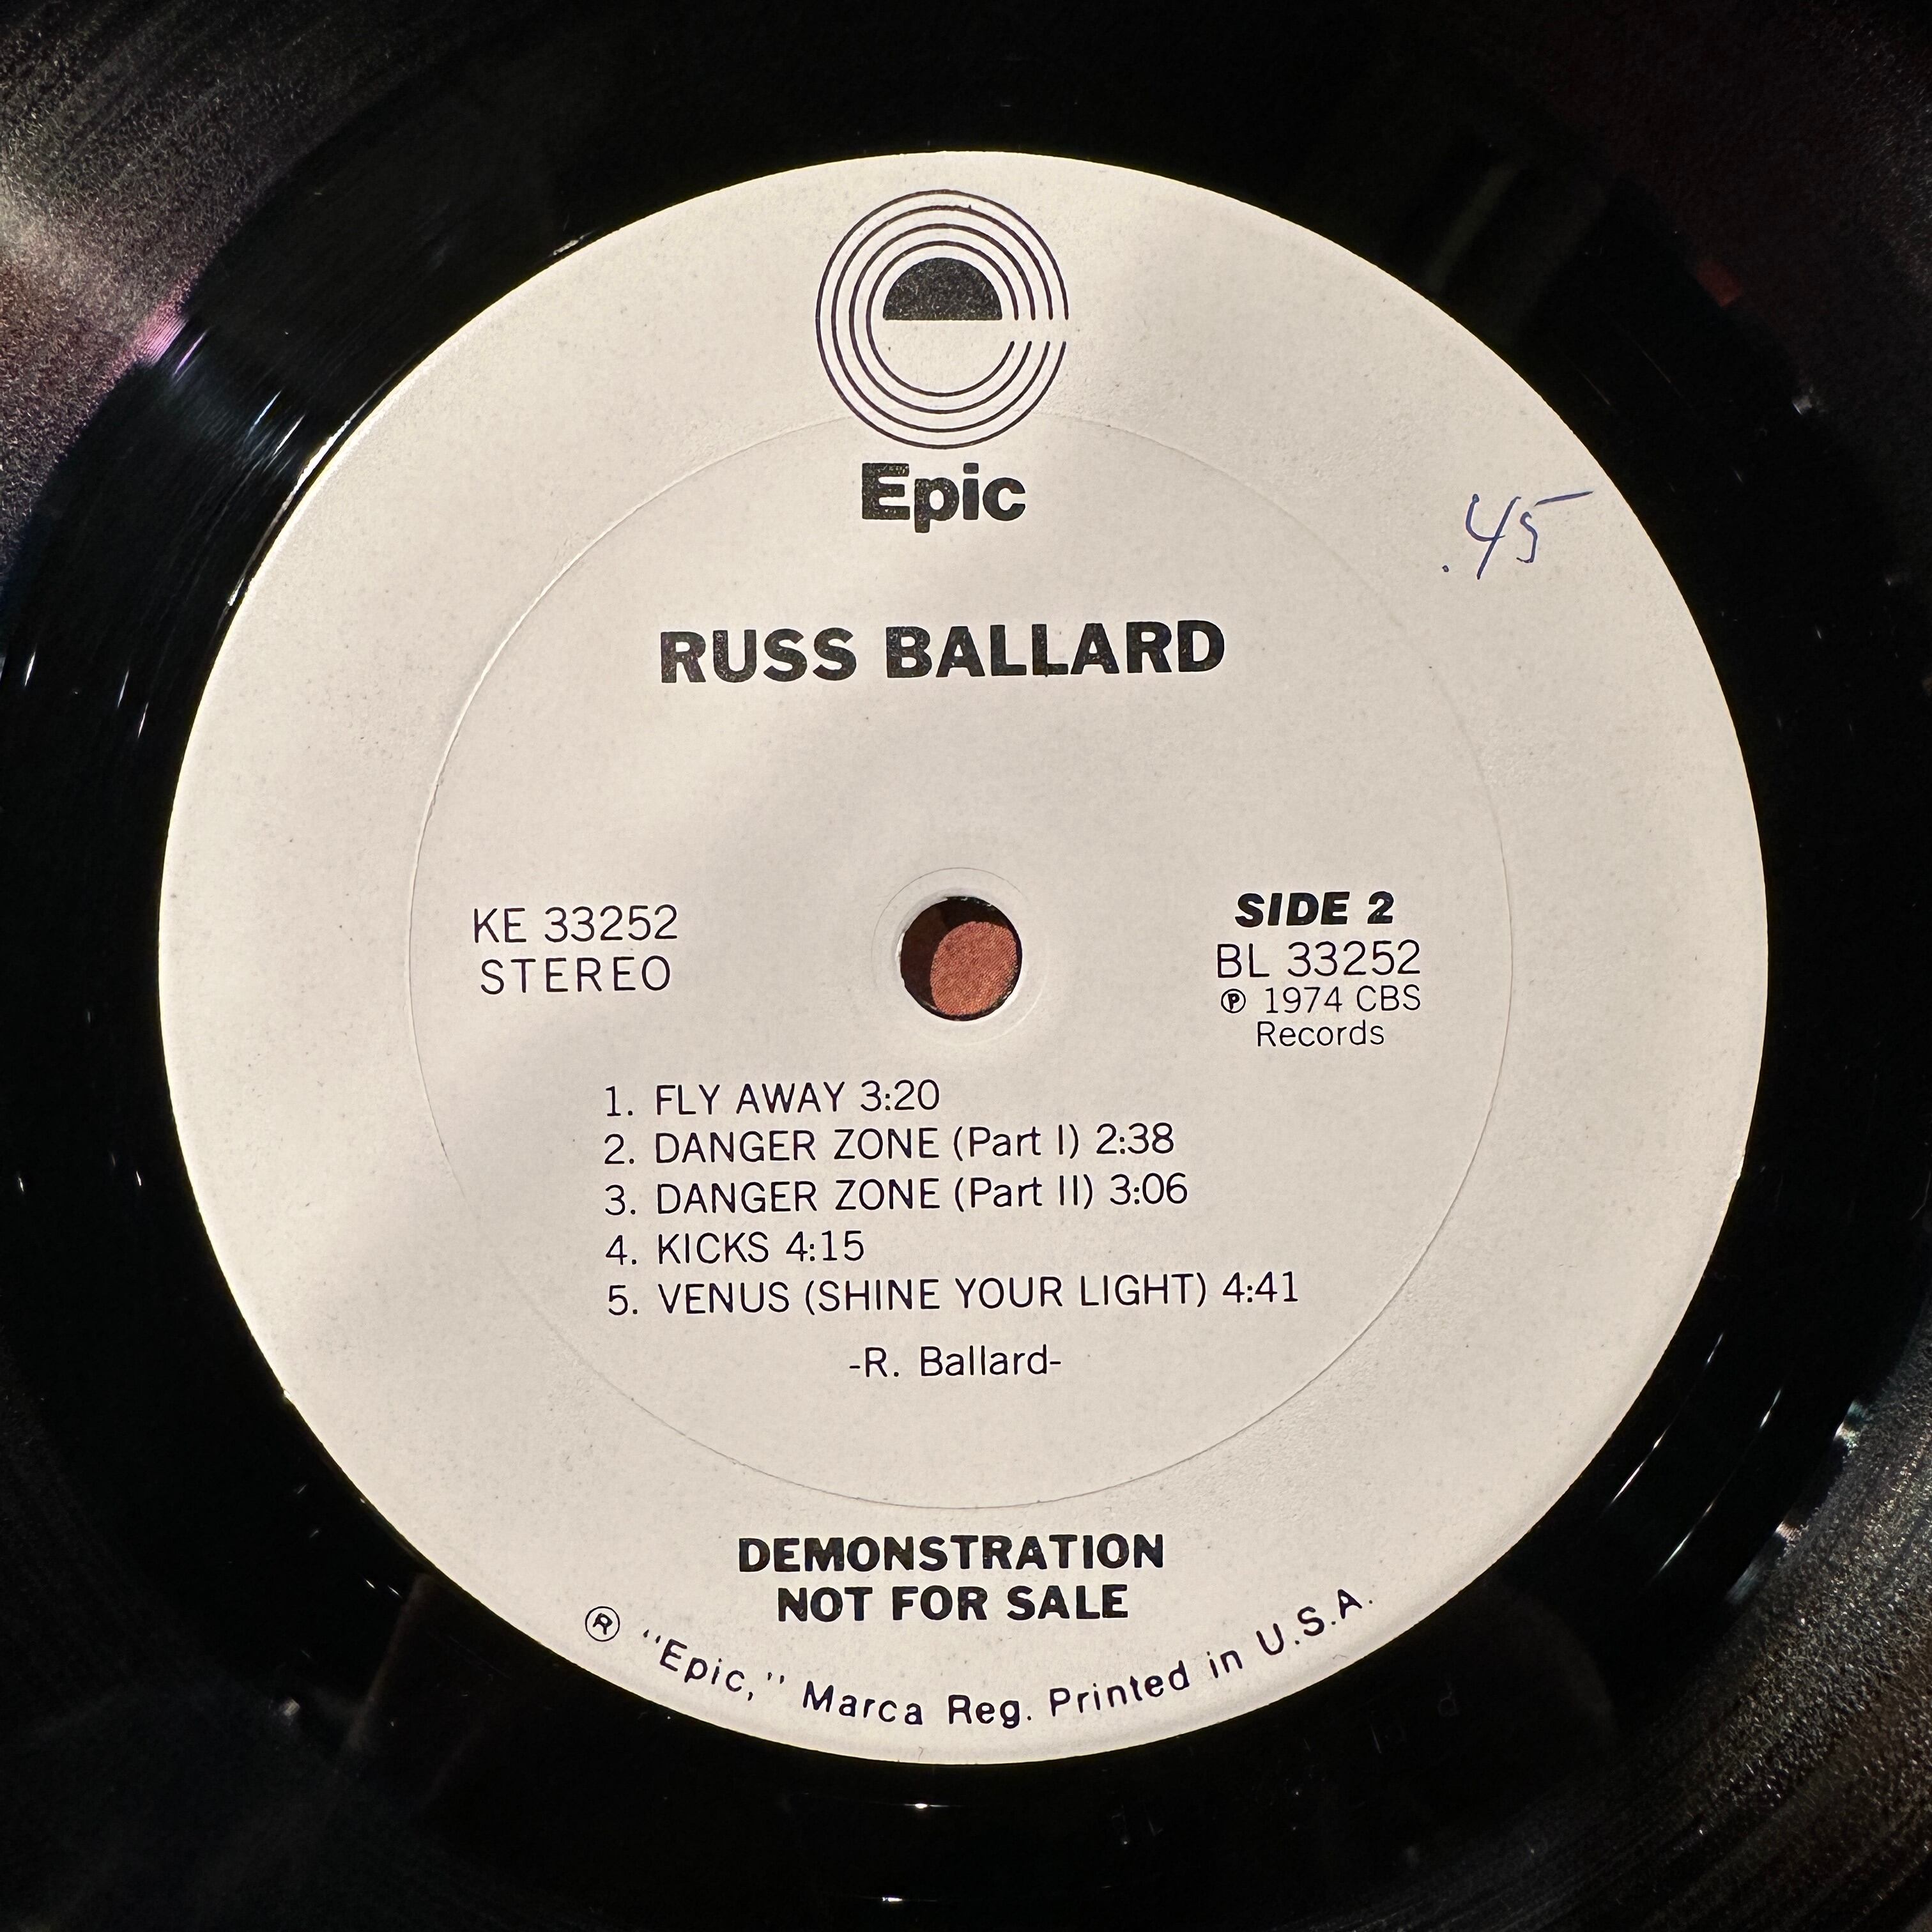 Epic
.45
RUSS BALLARD
KE 33252
STEREO
SIDE 2
BL 33252
℗ 1974 CBS
Records
1. FLY AWAY 3:20
2. DANGER ZONE (Part I) 2:38
3. DANGER ZONE (Part II) 3:06
4. KICKS 4:15
5. VENUS (SHINE YOUR LIGHT) 4:41
-R. Ballard-
DEMONSTRATION
NOT FOR SALE
® "Epic," Marca Reg. Printed in U.S.A.